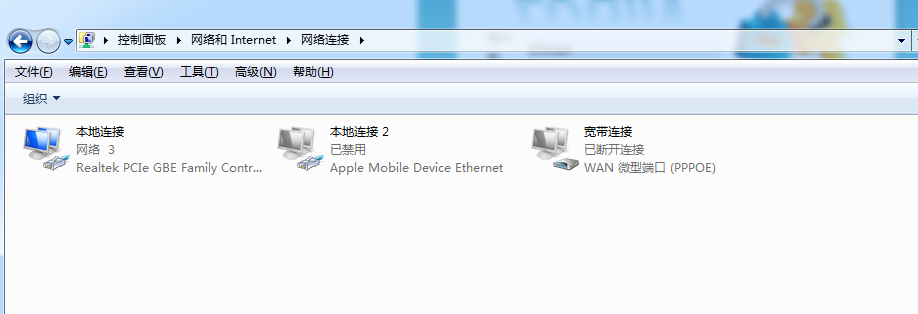 控制面板 网络和 Internet 网络连接
文件(F) 编辑(E) 查看(V) 工具(T) 高级(N) 帮助(H)
组织
本地连接
网络 3
Realtek PCIe GBE Family Contr...
本地连接 2
已禁用
Apple Mobile Device Ethernet
宽带连接
已断开连接
WAN 微型端口 (PPPOE)